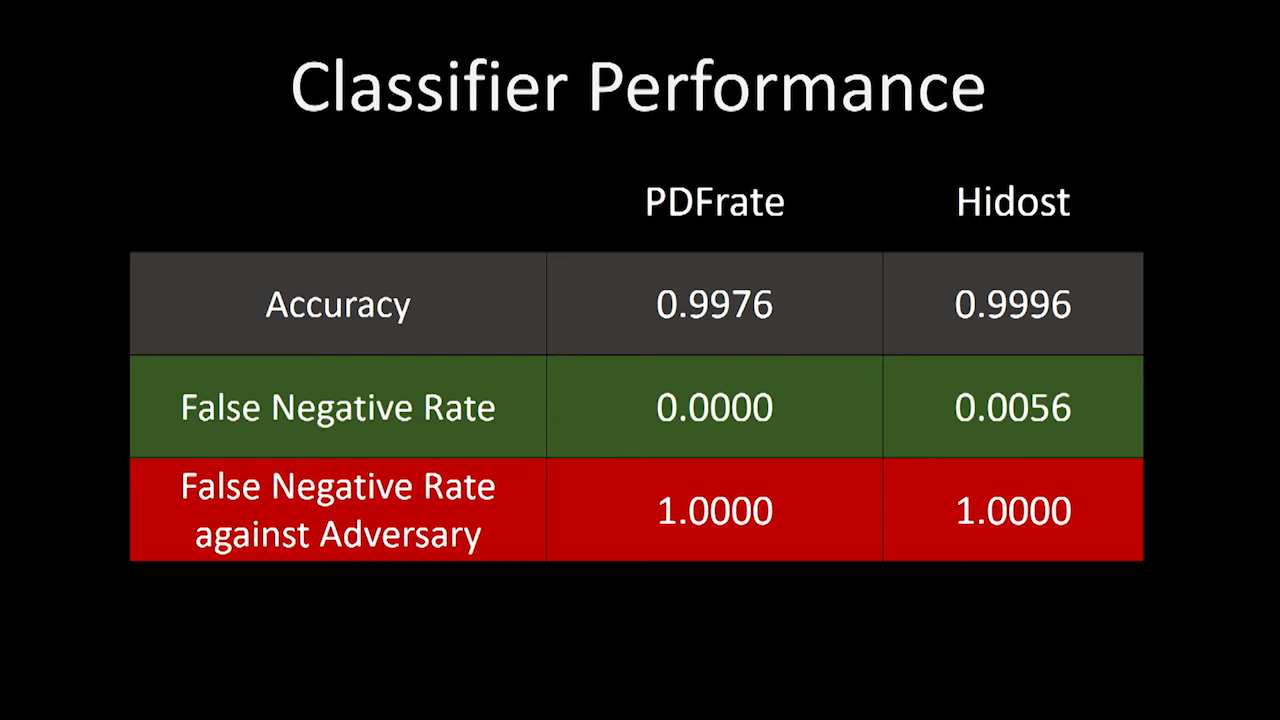 Classifier Performance
PDFrate Hidost
Accuracy 0.9976 0.9996
False Negative Rate 0.0000 0.0056
False Negative Rate
against Adversary 1.0000 1.0000